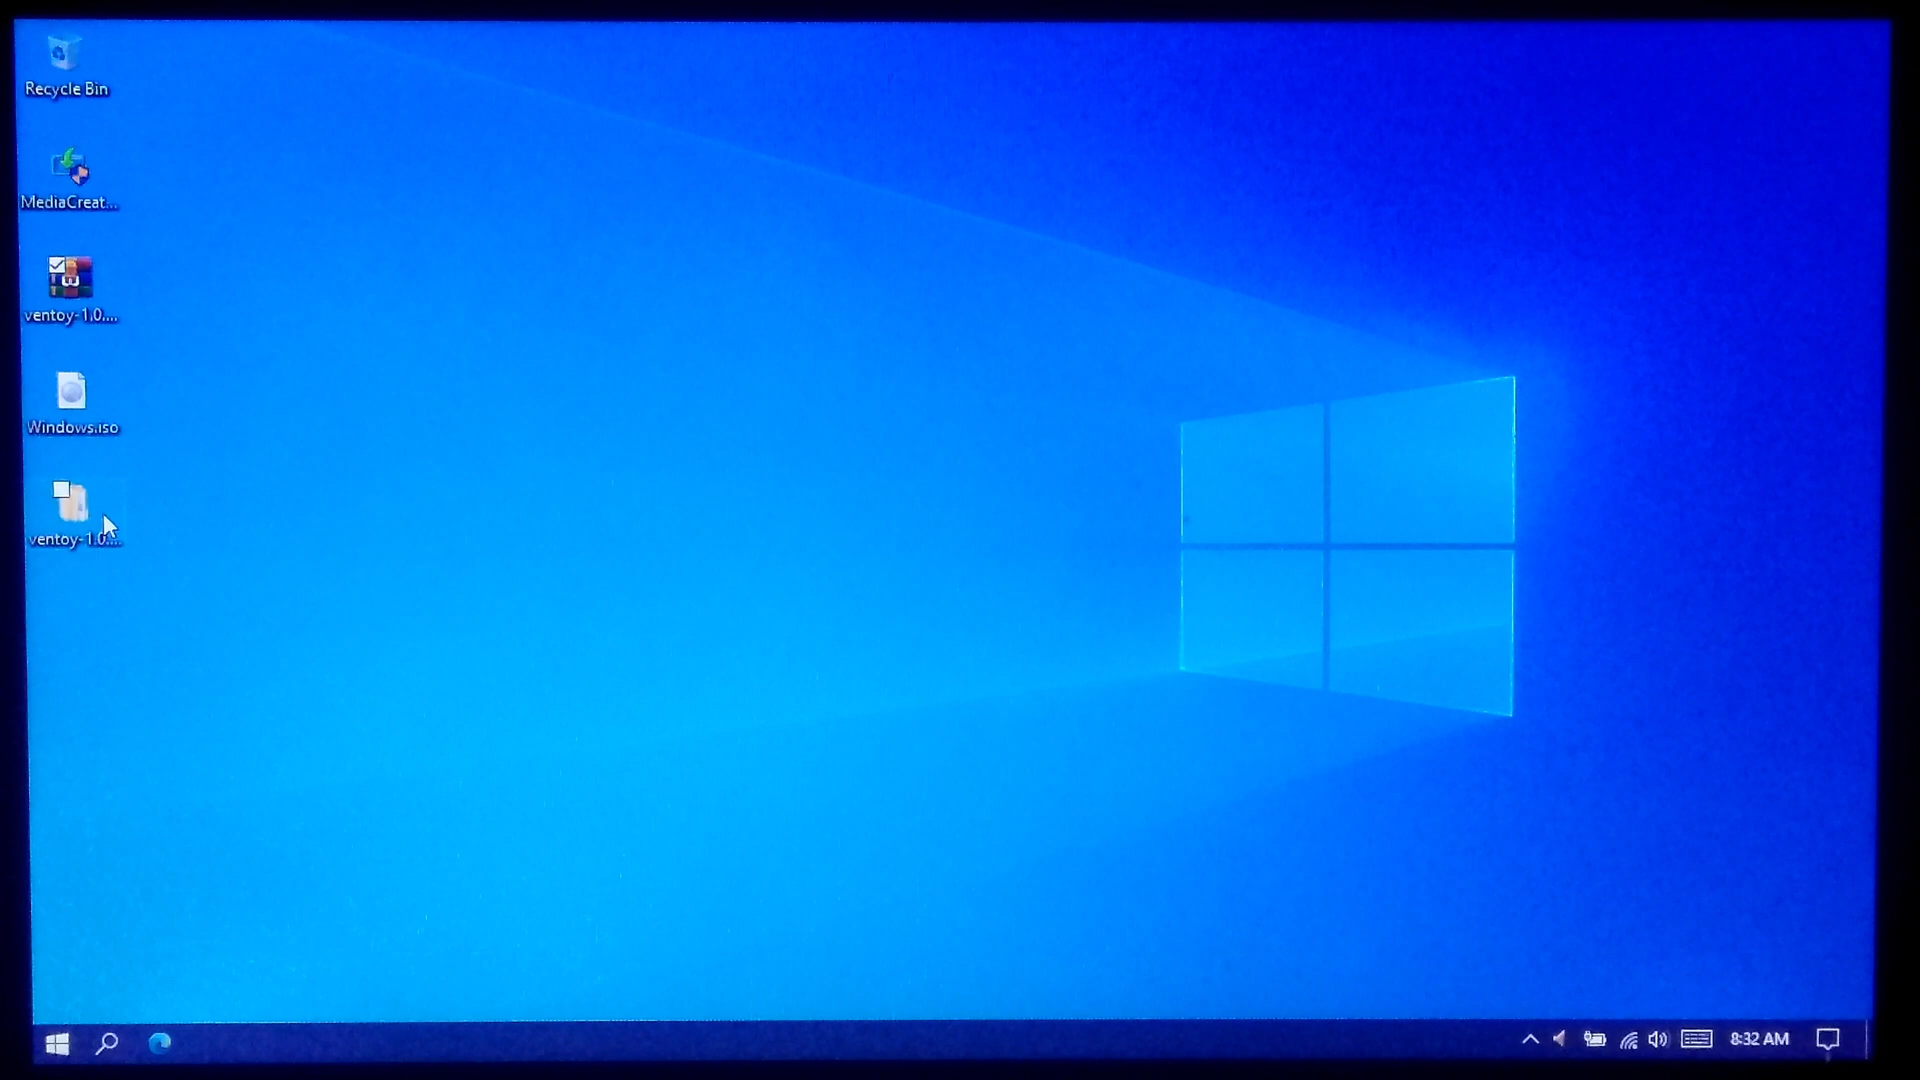 Recycle Bin
MediaCreat...
ventoy-1.0....
Windows.iso
ventoy-1.0....
8:32 AM